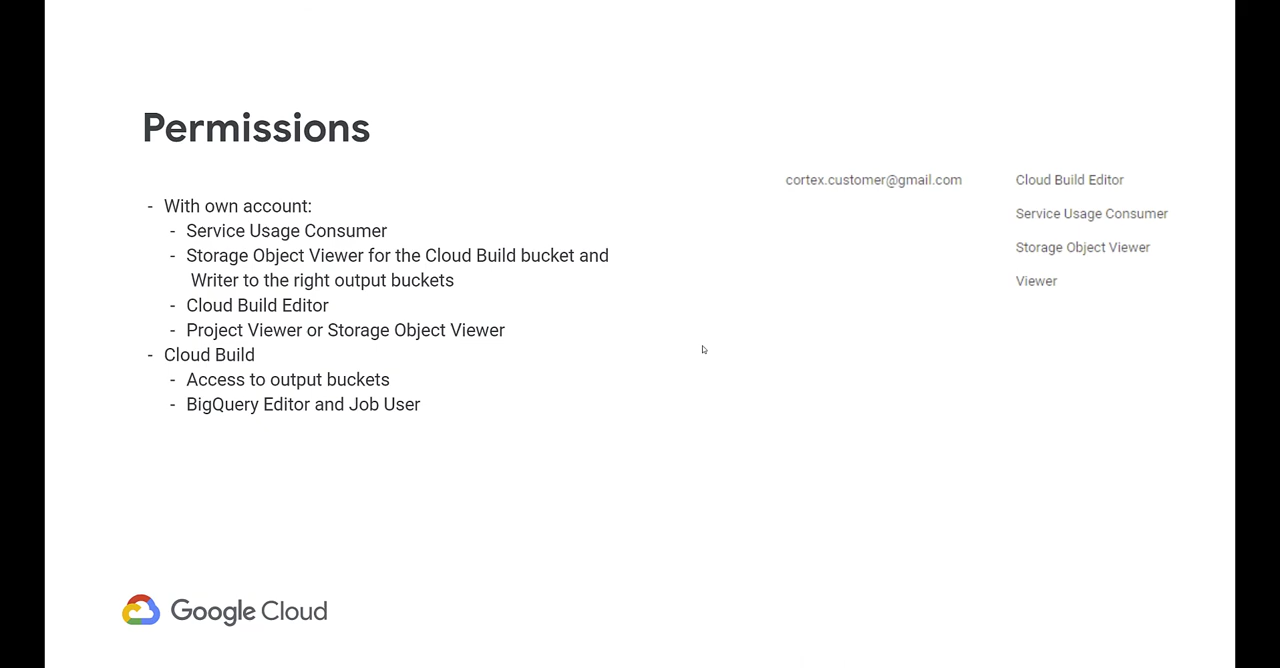 Permissions
- With own account:
- Service Usage Consumer
- Storage Object Viewer for the Cloud Build bucket and
Writer to the right output buckets
- Cloud Build Editor
- Project Viewer or Storage Object Viewer
- Cloud Build
- Access to output buckets
- BigQuery Editor and Job User
cortex.customer@gmail.com
Cloud Build Editor
Service Usage Consumer
Storage Object Viewer
Viewer
Google Cloud